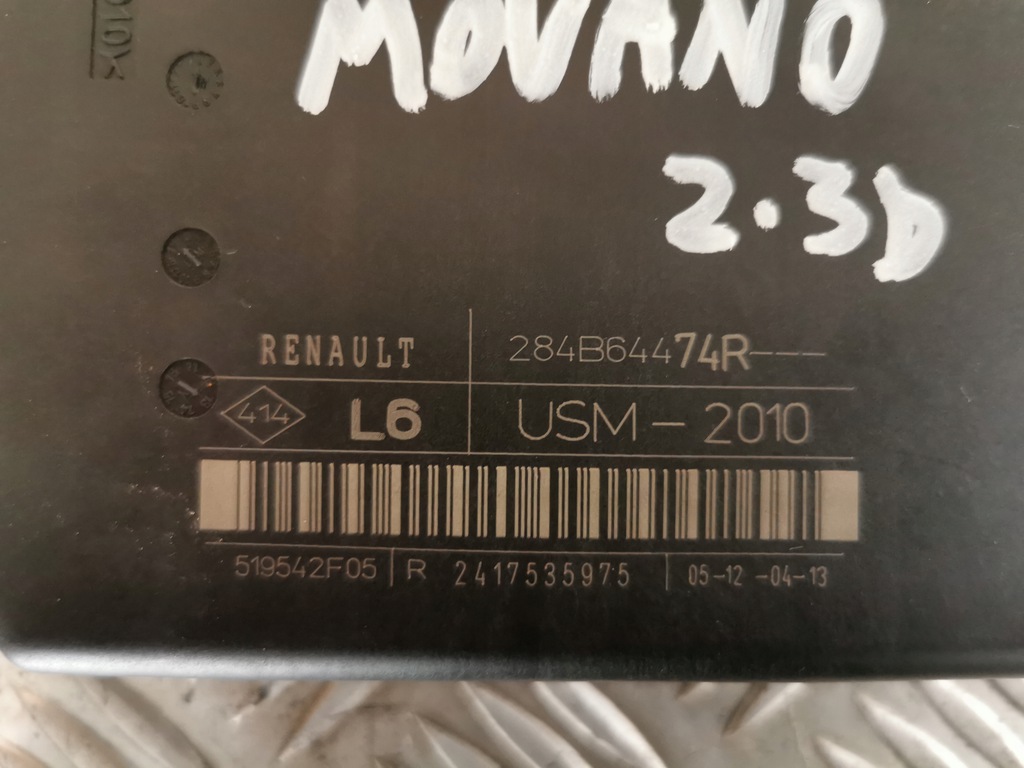 MOVANO
2.3D
RENAULT 284B64474R---
414 L6 USM-2010
519542F05 R 2417535975 05-12-04-13